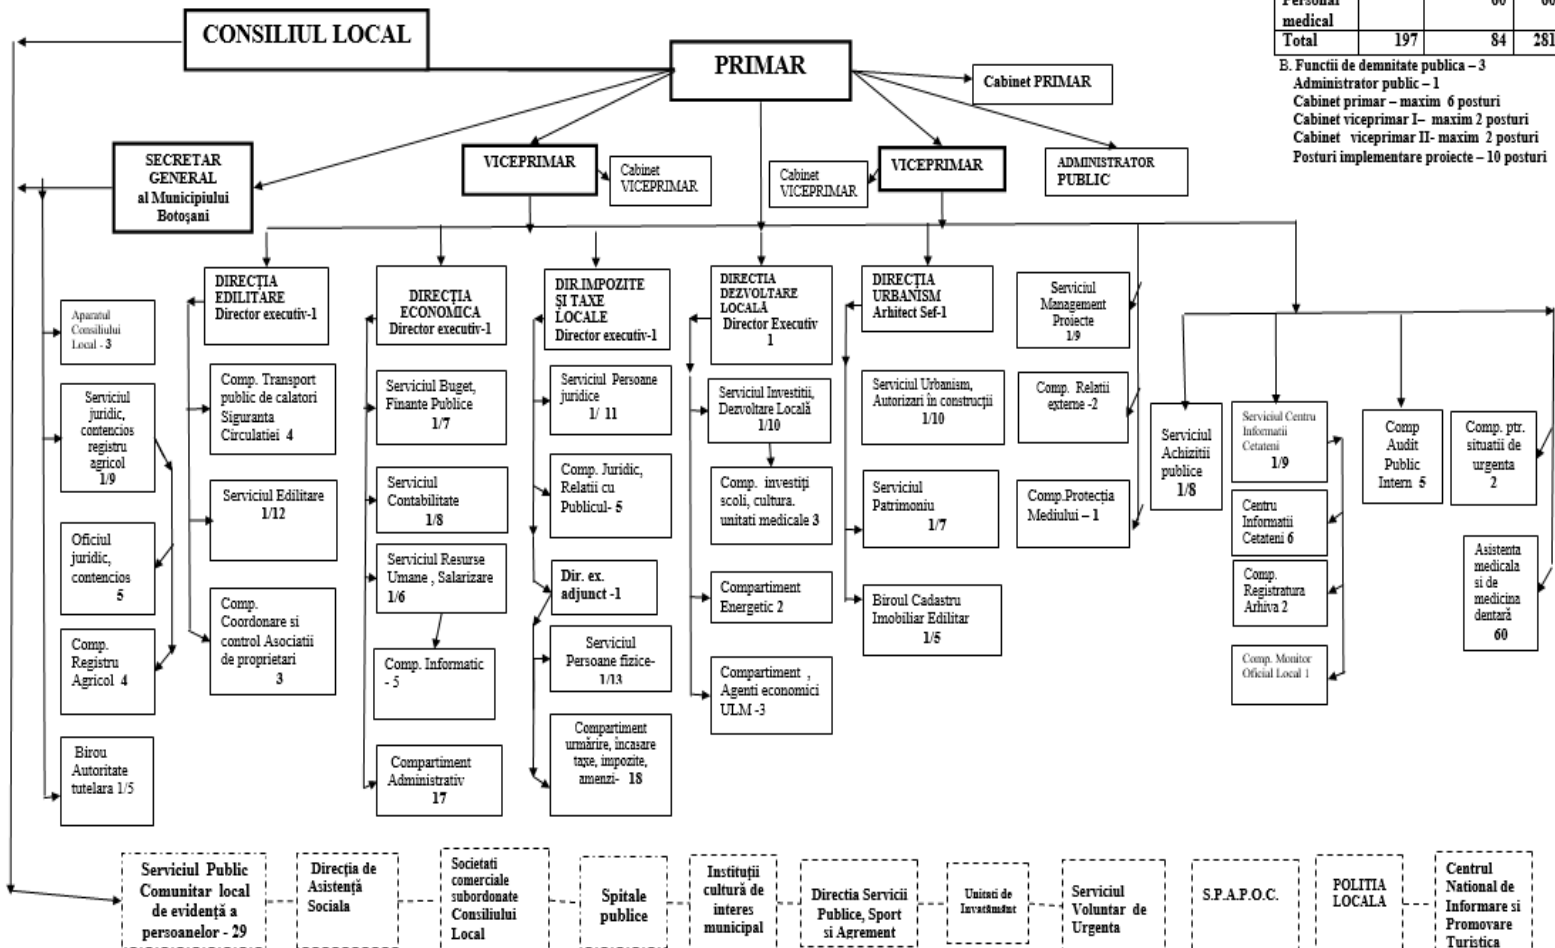 CONSILIUL LOCAL
PRIMAR
Cabinet PRIMAR
Personal 60 60
medical
Total 197 84 281
B. Functii de demnitate publica – 3
Administrator public – 1
Cabinet primar – maxim 6 posturi
Cabinet viceprimar I– maxim 2 posturi
Cabinet viceprimar II- maxim 2 posturi
Posturi implementare proiecte – 10 posturi
SECRETAR
GENERAL
al Municipiului
Botoşani
VICEPRIMAR
Cabinet
VICEPRIMAR
Cabinet
VICEPRIMAR
VICEPRIMAR
ADMINISTRATOR
PUBLIC
Aparatul
Consiliului
Local - 3
Serviciul
juridic,
contencios
registru
agricol
1/9
Oficiul
juridic,
contencios
5
Comp.
Registru
Agricol 4
Birou
Autoritate
tutelara 1/5
DIRECŢIA
EDILITARE
Director executiv-1
Comp. Transport
public de calatori
Siguranta
Circulatiei 4
Serviciul Edilitare
1/12
Comp.
Coordonare si
control Asociatii
de proprietari
3
DIRECŢIA
ECONOMICA
Director executiv-1
Serviciul Buget,
Finante Publice
1/7
Serviciul
Contabilitate
1/8
Serviciul Resurse
Umane , Salarizare
1/6
Comp. Informatic
- 5
Compartiment
Administrativ
17
DIR.IMPOZITE
ŞI TAXE
LOCALE
Director executiv-1
Serviciul Persoane
juridice
1/ 11
Comp. Juridic,
Relatii cu
Publicul- 5
Dir. ex.
adjunct -1
Serviciul
Persoane fizice-
1/13
Compartiment
urmărire, încasare
taxe, impozite,
amenzi- 18
DIRECTIA
DEZVOLTARE
LOCALĂ
Director Executiv
1
Serviciul Investitii,
Dezvoltare Locală
1/10
Comp. investiţi
scoli, cultura.
unitati medicale 3
Compartiment
Energetic 2
Compartiment ,
Agenti economici
ULM -3
DIRECŢIA
URBANÍSM
Arhitect Sef-1
Serviciul Urbanism,
Autorizari în construcţii
1/10
Serviciul
Patrimoniu
1/7
Biroul Cadastru
Imobiliar Edilitar
1/5
Serviciul
Management
Proiecte
1/9
Comp. Relatii
externe -2
Comp.Protecţia
Mediului – 1
Serviciul
Achizitii
publice
1/8
Serviciul Centru
Informatii
Cetateni
1/9
Centru
Informatii
Cetateni 6
Comp.
Registratura
Arhiva 2
Comp. Monitor
Oficial Local 1
Comp
Audit
Public
Intern 5
Comp. ptr.
situatii de
urgenta
2
Asistenta
medicala
si de
medicina
dentară
60
Serviciul Public
Comunitar local
de evidenţă a
persoanelor - 29
Direcţia de
Asistenţă
Sociala
Societati
comerciale
subordonate
Consiliului
Local
Spitale
publice
Instituţii
cultură de
interes
municipal
Directia Servicii
Publice, Sport
si Agrement
Unitati de
Invatământ
Serviciul
Voluntar de
Urgenta
S.P.A.P.O.C.
POLITIA
LOCALA
Centrul
National de
Informare si
Promovare
Turistica